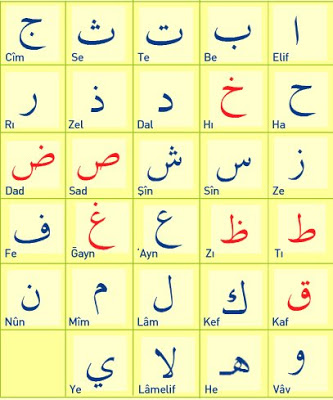 ا ب ت ث ج
Elif Be Te Se Cîm
ح خ د ذ ر
Ha Hı Dal Zel Rı
ز س ش ص ض
Ze Sîn Şîn Sad Dad
ط ظ ع غ ف
Tı Zı 'Ayn Ğayn Fe
ق ك ل م ن
Kaf Kef Lâm Mîm Nûn
و هـ لا ي
Vâv He Lâmelif Ye